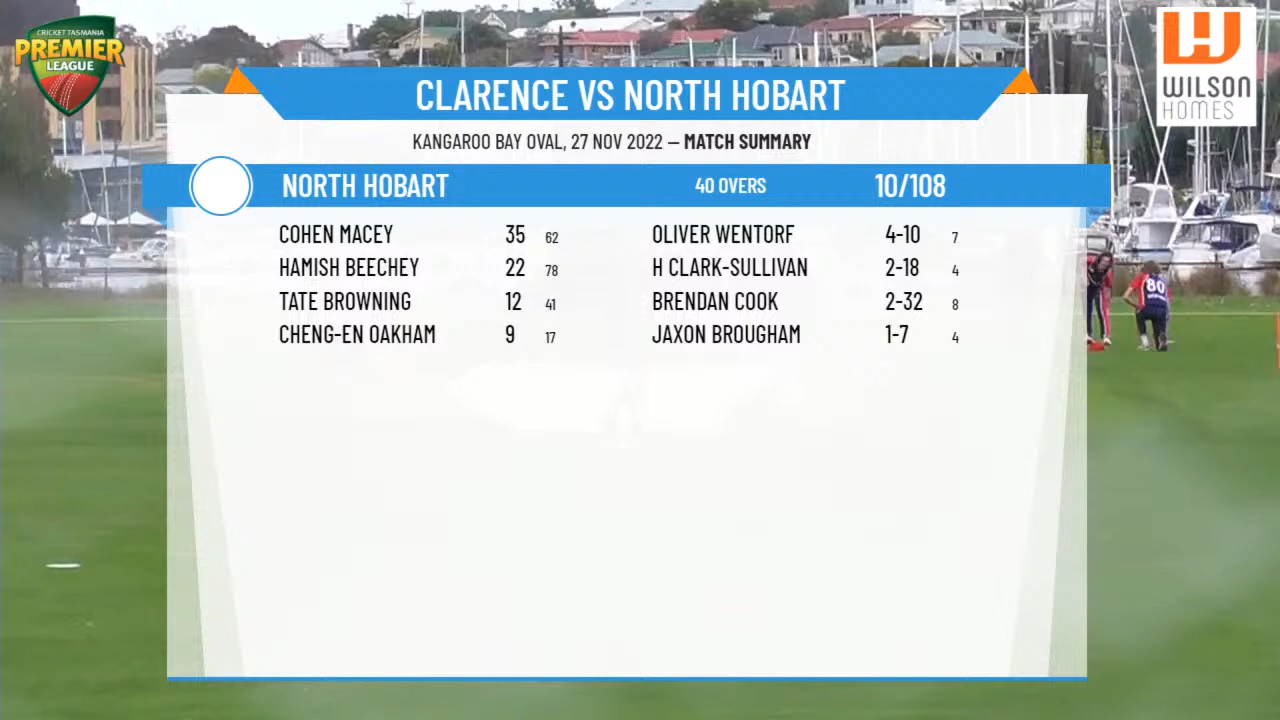 CRICKET TASMANIA
PREMIER
LEAGUE
WILSON
HOMES
CLARENCE VS NORTH HOBART
KANGAROO BAY OVAL, 27 NOV 2022 – MATCH SUMMARY
NORTH HOBART 40 OVERS 10/108
COHEN MACEY 35 62 OLIVER WENTORF 4-10 7
HAMISH BEECHEY 22 78 H CLARK-SULLIVAN 2-18 4
TATE BROWNING 12 41 BRENDAN COOK 2-32 8
CHENG-EN OAKHAM 9 17 JAXON BROUGHAM 1-7 4
80